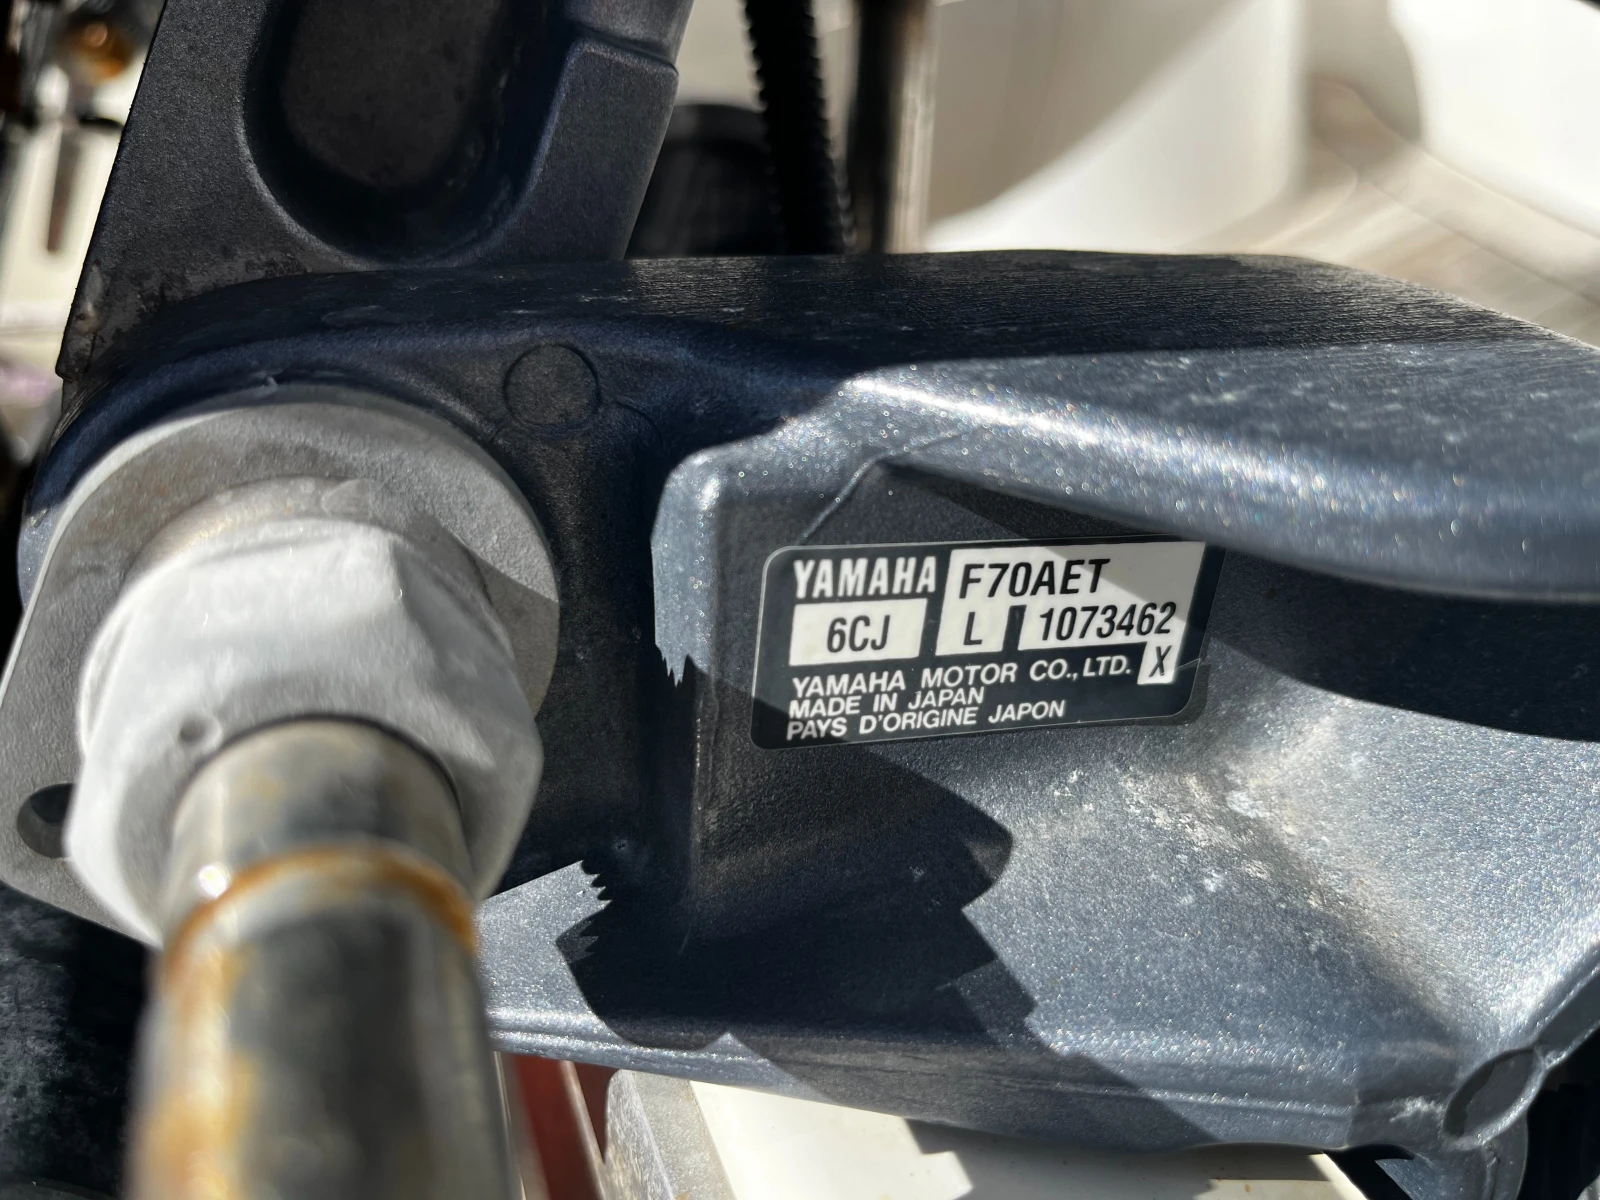 YAMAHA F70AET
6CJ L 1073462
YAMAHA MOTOR CO., LTD. X
MADE IN JAPAN
PAYS D'ORIGINE JAPON